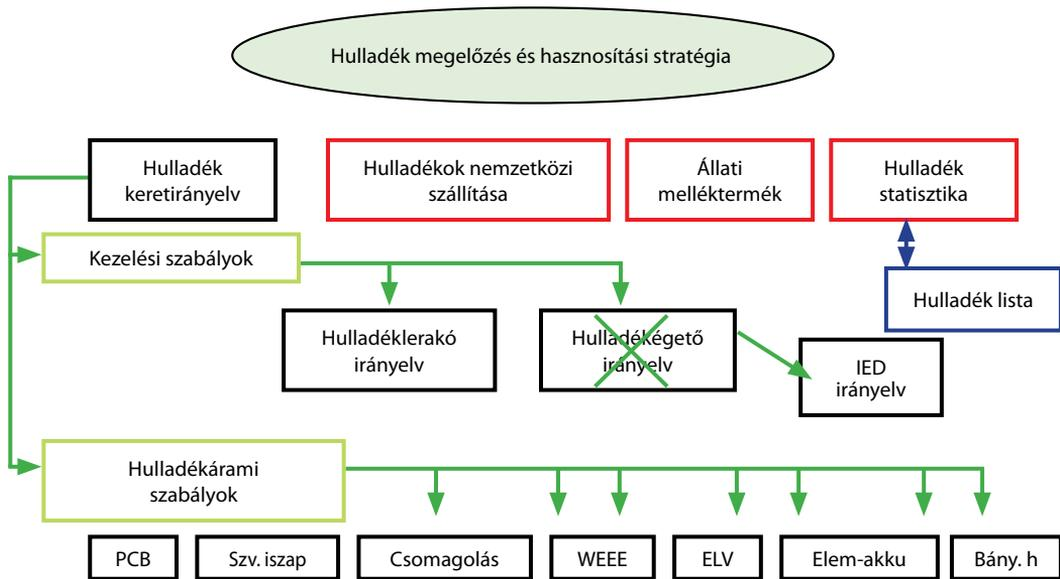 Hulladék megelőzés és hasznosítási stratégia
Hulladék
keretirányelv
Hulladékok nemzetközi
szállítása
Állati
melléktermék
Hulladék
statisztika
Kezelési szabályok
Hulladék lista
Hulladéklerakó
irányelv
Hulladékégető
irányelv
IED
irányelv
Hulladékárami
szabályok
PCB
Szv. iszap
Csomagolás
WEEE
ELV
Elem-akku
Bány. h